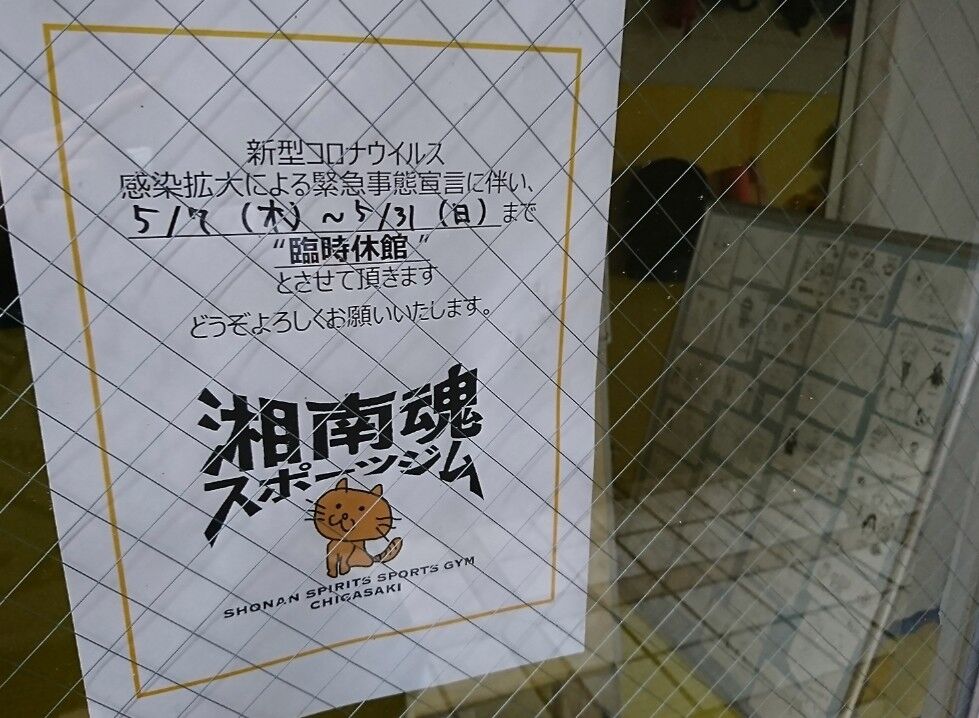 新型コロナウイルス
感染拡大による緊急事態宣言に伴い、
5/7（木）~5/31（日）まで
“臨時休館”
とさせて頂きます
どうぞよろしくお願いいたします。
湘南魂
スポーツジム
SHONAN SPIRITS SPORTS GYM
CHIGASAKI